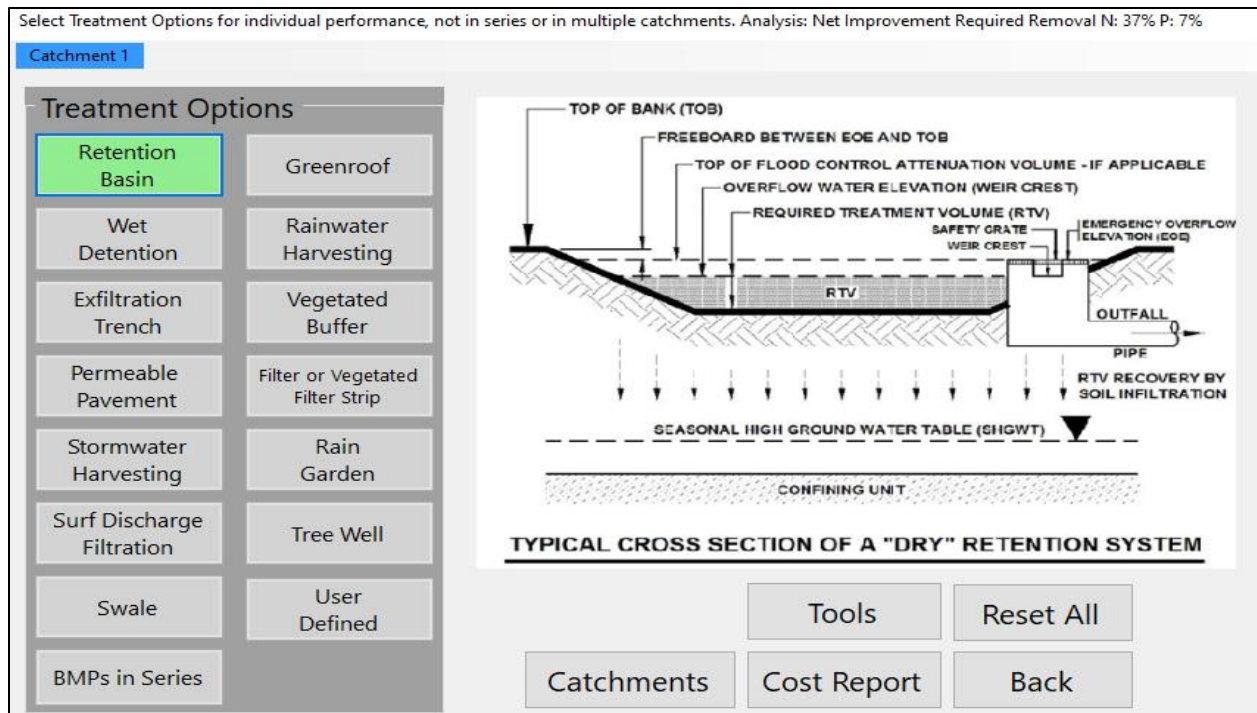 Select Treatment Options for individual performance, not in series or in multiple catchments. Analysis: Net Improvement Required Removal N: 37% P: 7%
Catchment 1
Treatment Options
Retention
Basin
Greenroof
Wet
Detention
Rainwater
Harvesting
Exfiltration
Trench
Vegetated
Buffer
Permeable
Pavement
Filter or Vegetated
Filter Strip
Stormwater
Harvesting
Rain
Garden
Surf Discharge
Filtration
Tree Well
Swale
User
Defined
BMPs in Series
TOP OF BANK (TOB)
FREEBOARD BETWEEN EOE AND TOB
TOP OF FLOOD CONTROL ATTENUATION VOLUME - IF APPLICABLE
OVERFLOW WATER ELEVATION (WEIR CREST)
REQUIRED TREATMENT VOLUME (RTV)
SAFETY GRATE
WEIR CREST
EMERGENCY OVERFLOW
ELEVATION (EOE)
RTV
OUTFALL
PIPE
RTV RECOVERY BY
SOIL INFILTRATION
SEASONAL HIGH GROUND WATER TABLE (SHGWT)
CONFINING UNIT
TYPICAL CROSS SECTION OF A "DRY" RETENTION SYSTEM
Tools
Reset All
Catchments
Cost Report
Back